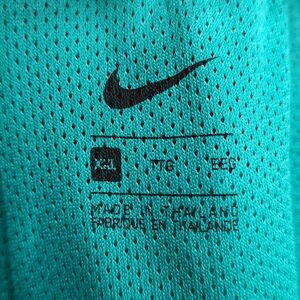 XXL TTG EEG
MADE IN THAILAND
FABRIQUE EN THAILANDE